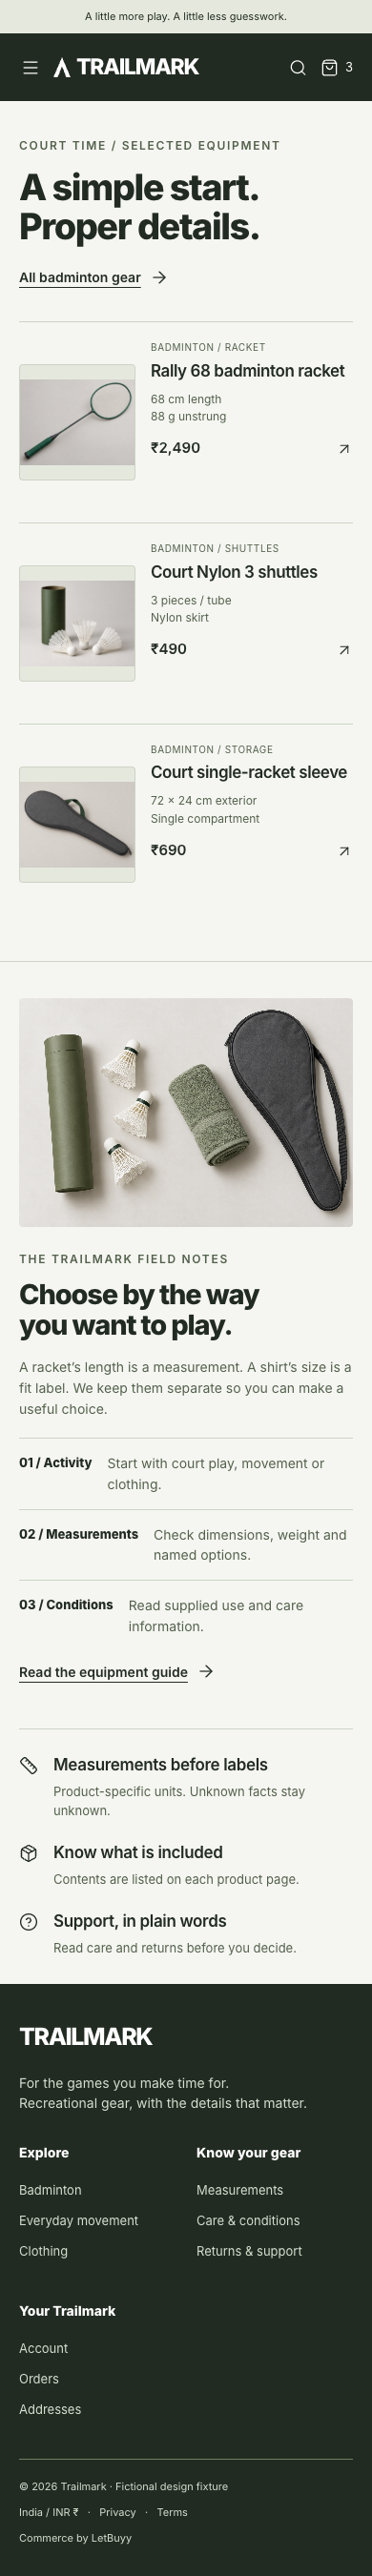 A little more play. A little less guesswork.
TRAILMARK
3
COURT TIME / SELECTED EQUIPMENT
A simple start.
Proper details.
All badminton gear
BADMINTON / RACKET
Rally 68 badminton racket
68 cm length
88 g unstrung
₹2,490
BADMINTON / SHUTTLES
Court Nylon 3 shuttles
3 pieces / tube
Nylon skirt
₹490
BADMINTON / STORAGE
Court single-racket sleeve
72 × 24 cm exterior
Single compartment
₹690
THE TRAILMARK FIELD NOTES
Choose by the way
you want to play.
A racket’s length is a measurement. A shirt’s size is a
fit label. We keep them separate so you can make a
useful choice.
01 / Activity Start with court play, movement or
clothing.
02 / Measurements Check dimensions, weight and
named options.
03 / Conditions Read supplied use and care
information.
Read the equipment guide
Measurements before labels
Product-specific units. Unknown facts stay
unknown.
Know what is included
Contents are listed on each product page.
Support, in plain words
Read care and returns before you decide.
TRAILMARK
For the games you make time for.
Recreational gear, with the details that matter.
Explore
Badminton
Everyday movement
Clothing
Know your gear
Measurements
Care & conditions
Returns & support
Your Trailmark
Account
Orders
Addresses
© 2026 Trailmark · Fictional design fixture
India / INR ₹ · Privacy · Terms
Commerce by LetBuyy